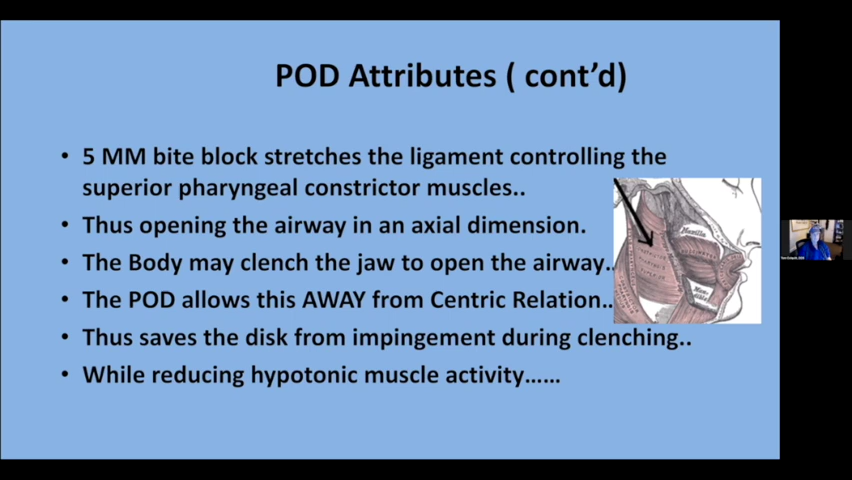 POD Attributes ( cont’d)
• 5 MM bite block stretches the ligament controlling the
superior pharyngeal constrictor muscles..
• Thus opening the airway in an axial dimension.
• The Body may clench the jaw to open the airway..
• The POD allows this AWAY from Centric Relation..
• Thus saves the disk from impingement during clenching..
• While reducing hypotonic muscle activity……
Maxilla